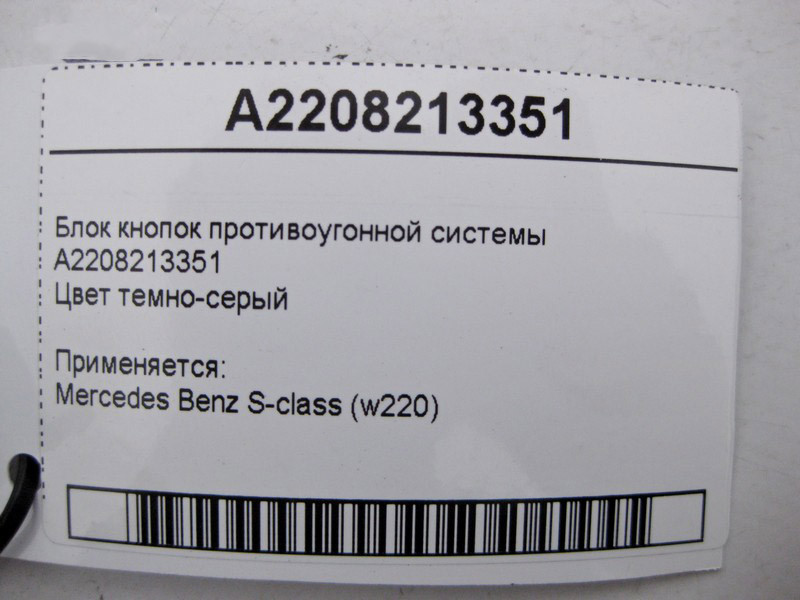 A2208213351
Блок кнопок противоугонной системы
A2208213351
Цвет темно-серый
Применяется:
Mercedes Benz S-class (w220)